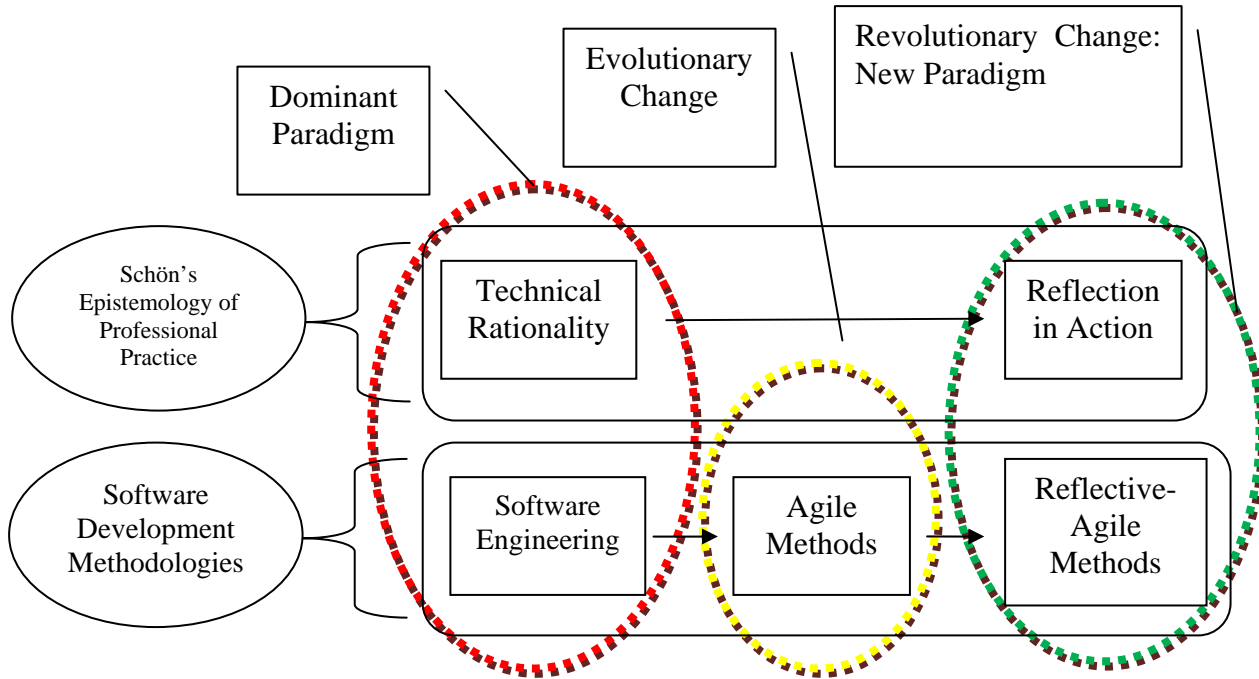 Dominant
Paradigm
Evolutionary
Change
Revolutionary Change:
New Paradigm
Schön’s
Epistemology of
Professional
Practice
Technical
Rationality
Reflection
in Action
Software
Development
Methodologies
Software
Engineering
Agile
Methods
Reflective-
Agile
Methods